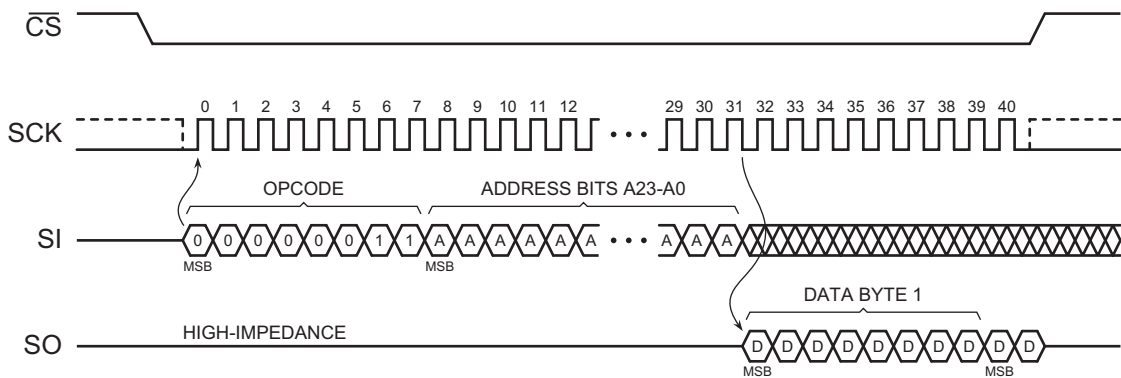 CS
0 1 2 3 4 5 6 7 8 9 10 11 12 29 30 31 32 33 34 35 36 37 38 39 40
SCK
OPCODE ADDRESS BITS A23-A0
SI 0 0 0 0 0 0 1 1 A A A A A A A A A
MSB MSB
DATA BYTE 1
HIGH-IMPEDANCE
SO D D D D D D D D D D
MSB MSB